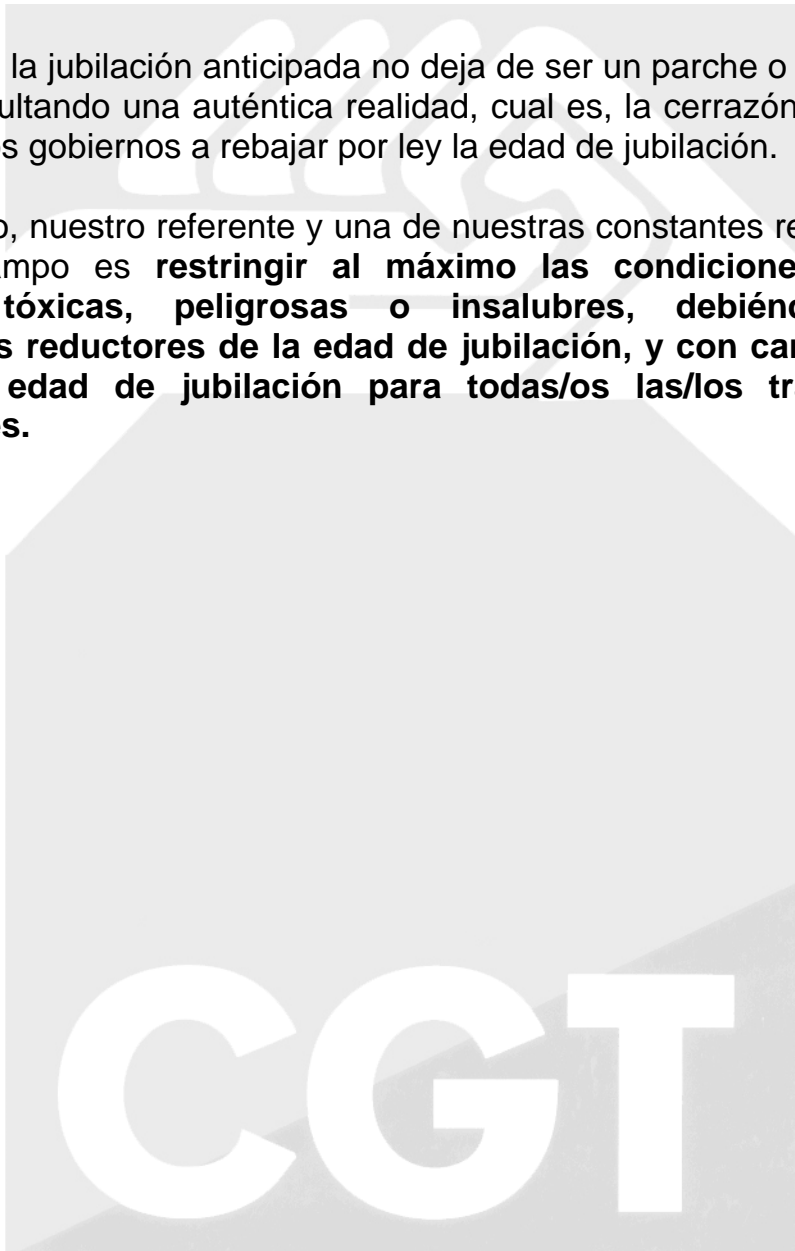 la jubilación anticipada no deja de ser un parche o
ultando una auténtica realidad, cual es, la cerrazón
s gobiernos a rebajar por ley la edad de jubilación.
o, nuestro referente y una de nuestras constantes re
ampo es restringir al máximo las condicione
tóxicas, peligrosas o insalubres, debiénd
s reductores de la edad de jubilación, y con car
edad de jubilación para todas/os las/los tra
s.
CGT